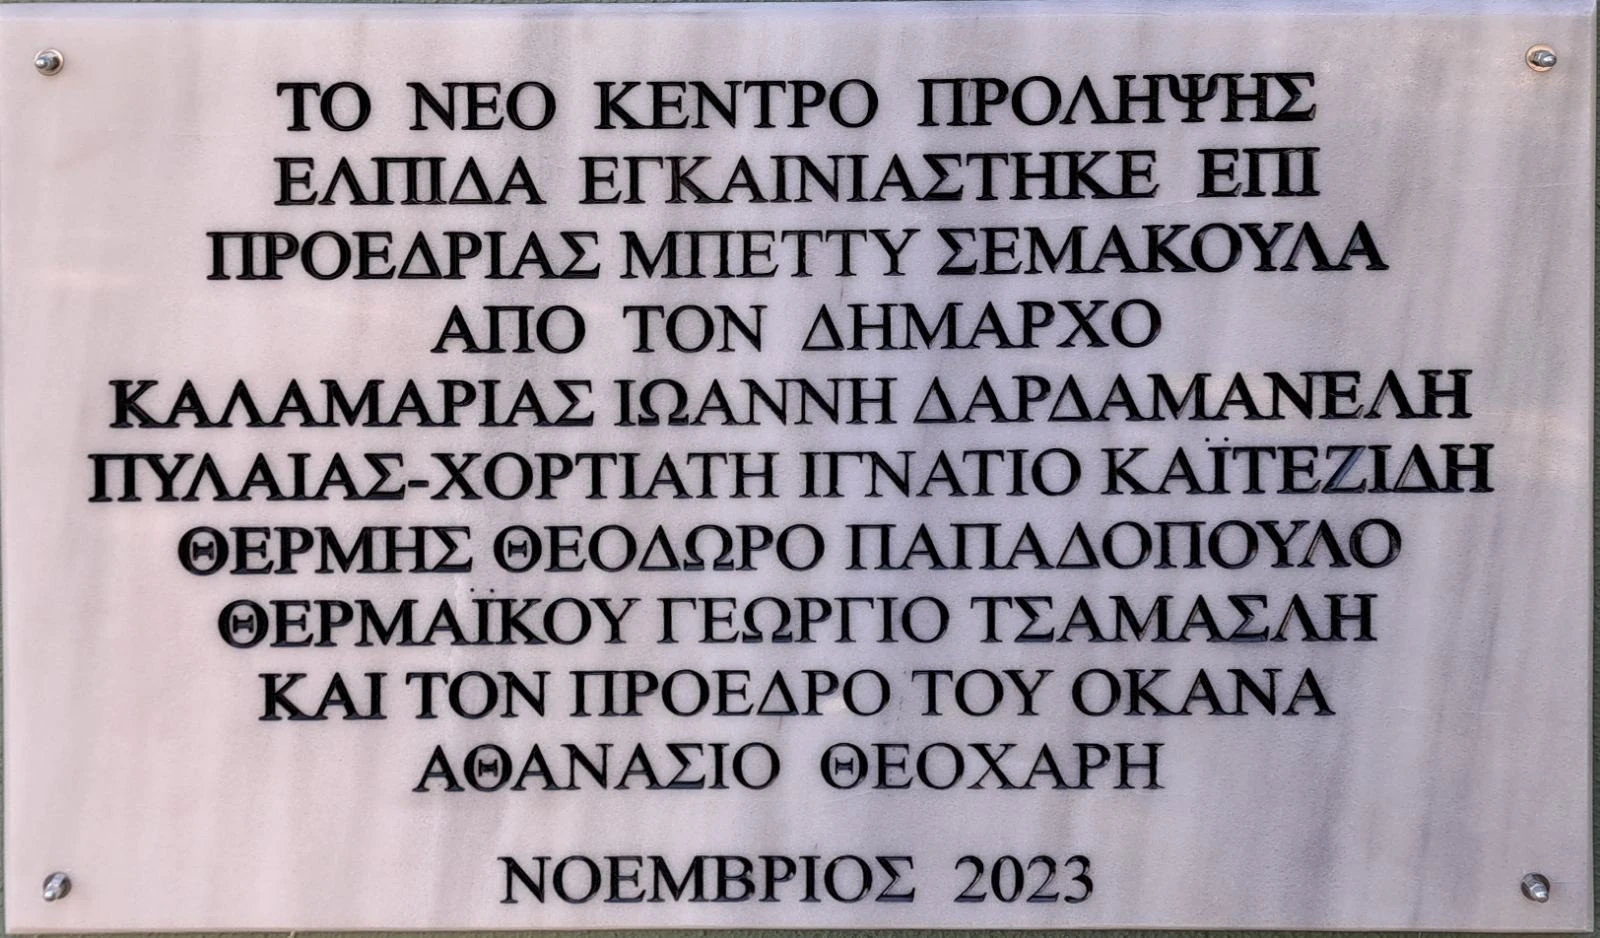 ΤΟ ΝΕΟ ΚΕΝΤΡΟ ΠΡΟΛΗΨΗΣ
ΕΛΠΙΔΑ ΕΓΚΑΙΝΙΑΣΤΗΚΕ ΕΠΙ
ΠΡΟΕΔΡΙΑΣ ΜΠΕΤΤΥ ΣΕΜΑΚΟΥΛΑ
ΑΠΟ ΤΟΝ ΔΗΜΑΡΧΟ
ΚΑΛΑΜΑΡΙΑΣ ΙΩΑΝΝΗ ΔΑΡΔΑΜΑΝΕΛΗ
ΠΥΛΑΙΑΣ-ΧΟΡΤΙΑΤΗ ΙΓΝΑΤΙΟ ΚΑΪΤΕΖΙΔΗ
ΘΕΡΜΗΣ ΘΕΟΔΩΡΟ ΠΑΠΑΔΟΠΟΥΛΟ
ΘΕΡΜΑΪΚΟΥ ΓΕΩΡΓΙΟ ΤΣΑΜΑΣΛΗ
ΚΑΙ ΤΟΝ ΠΡΟΕΔΡΟ ΤΟΥ ΟΚΑΝΑ
ΑΘΑΝΑΣΙΟ ΘΕΟΧΑΡΗ
ΝΟΕΜΒΡΙΟΣ 2023